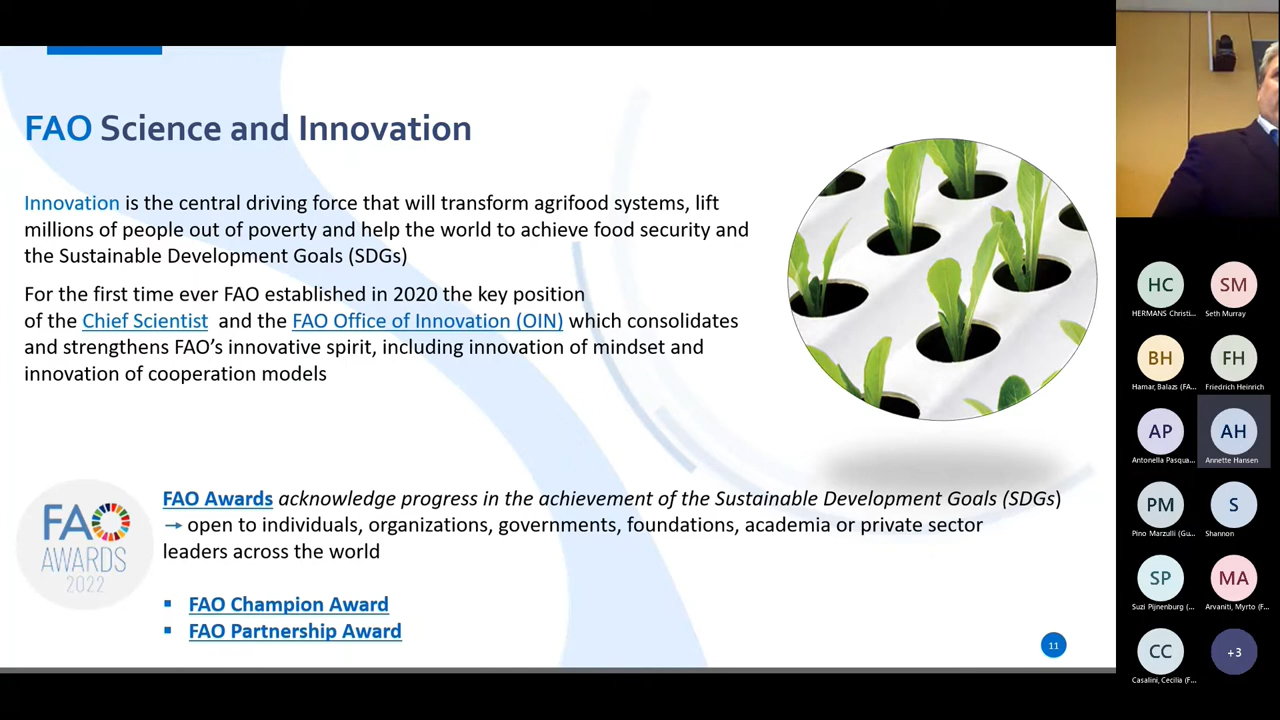 FAO Science and Innovation
Innovation is the central driving force that will transform agrifood systems, lift
millions of people out of poverty and help the world to achieve food security and
the Sustainable Development Goals (SDGs)
For the first time ever FAO established in 2020 the key position
of the Chief Scientist and the FAO Office of Innovation (OIN) which consolidates
and strengthens FAO’s innovative spirit, including innovation of mindset and
innovation of cooperation models
FAO
AWARDS
2022
FAO Awards acknowledge progress in the achievement of the Sustainable Development Goals (SDGs)
→ open to individuals, organizations, governments, foundations, academia or private sector
leaders across the world
▪ FAO Champion Award
▪ FAO Partnership Award
11
HC
HERMANS Christi...
SM
Seth Murray
BH
Hamar, Balazs (FA...
FH
Friedrich Heinrich
AP
Antonella Pasqua...
AH
Annette Hansen
PM
Pino Marzulli (Gu...
S
Shannon
SP
Suzi Pijnenburg (...
MA
Arvaniti, Myrto (F...
CC
Casalini, Cecilia (F...
+3